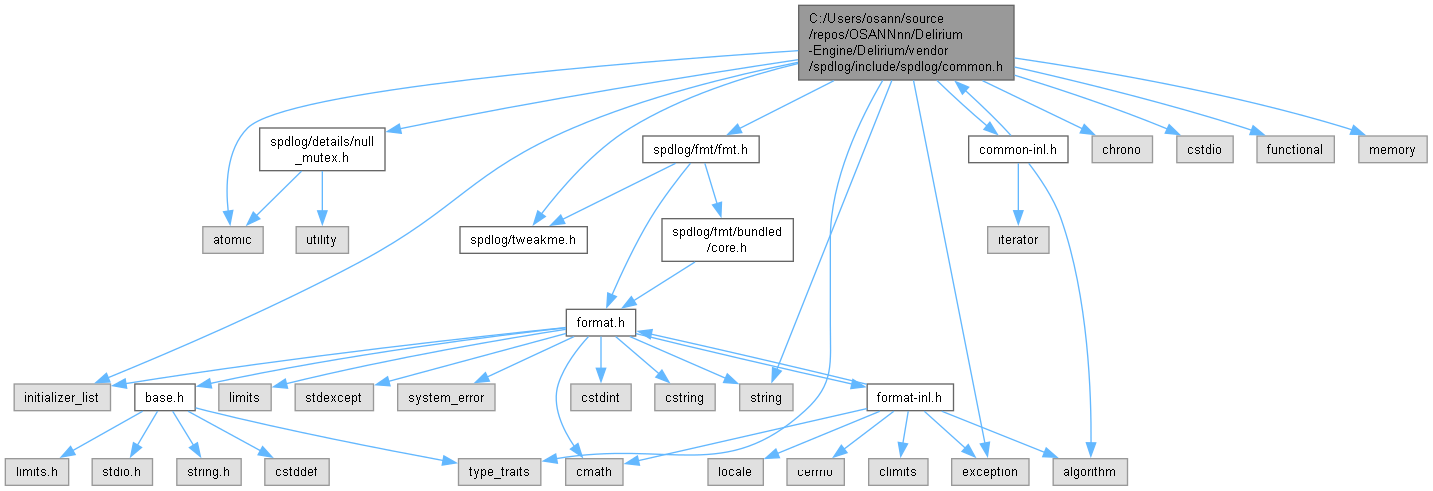 C:/Users/osann/source
/repos/OSANNnn/Delirium
-Engine/Delirium/vendor
/spdlog/include/spdlog/common.h
spdlog/details/null
_mutex.h
spdlog/fmt/fmt.h
common-inl.h
chrono
cstdio
functional
memory
atomic
utility
spdlog/tweakme.h
spdlog/fmt/bundled
/core.h
iterator
format.h
initializer_list
base.h
limits
stdexcept
system_error
cstdint
cstring
string
format-inl.h
limits.h
stdio.h
string.h
cstddef
type_traits
cmath
locale
climits
exception
algorithm